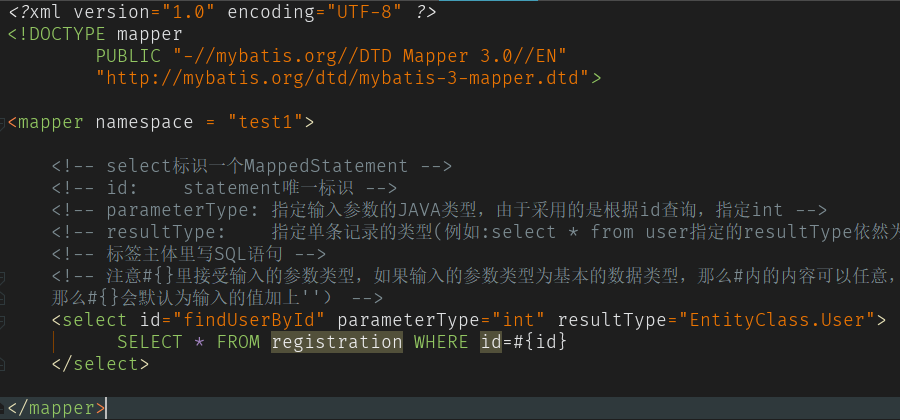 <?xml version="1.0" encoding="UTF-8" ?>
<!DOCTYPE mapper
PUBLIC "-//mybatis.org//DTD Mapper 3.0//EN"
"http://mybatis.org/dtd/mybatis-3-mapper.dtd">
<mapper namespace = "test1">
<!-- select标识一个MappedStatement -->
<!-- id: statement唯一标识 -->
<!-- parameterType: 指定输入参数的JAVA类型，由于采用的是根据id查询，指定int -->
<!-- resultType: 指定单条记录的类型(例如:select * from user指定的resultType依然为
<!-- 标签主体里写SQL语句 -->
<!-- 注意#{}里接受输入的参数类型，如果输入的参数类型为基本的数据类型，那么#内的内容可以任意，
那么#{}会默认为输入的值加上''） -->
<select id="findUserById" parameterType="int" resultType="EntityClass.User">
SELECT * FROM registration WHERE id=#{id}
</select>
</mapper>